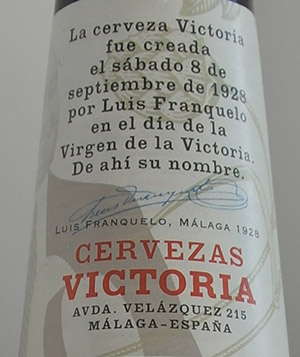 La cerveza Victoria
fue creada
el sábado 8 de
septiembre de 1928
por Luis Franquelo
en el día de la
Virgen de la Victoria.
De ahí su nombre.
Luis Franquelo
LUIS FRANQUELO, MÁLAGA 1928
CERVEZAS
VICTORIA
AVDA. VELÁZQUEZ 215
MÁLAGA-ESPAÑA